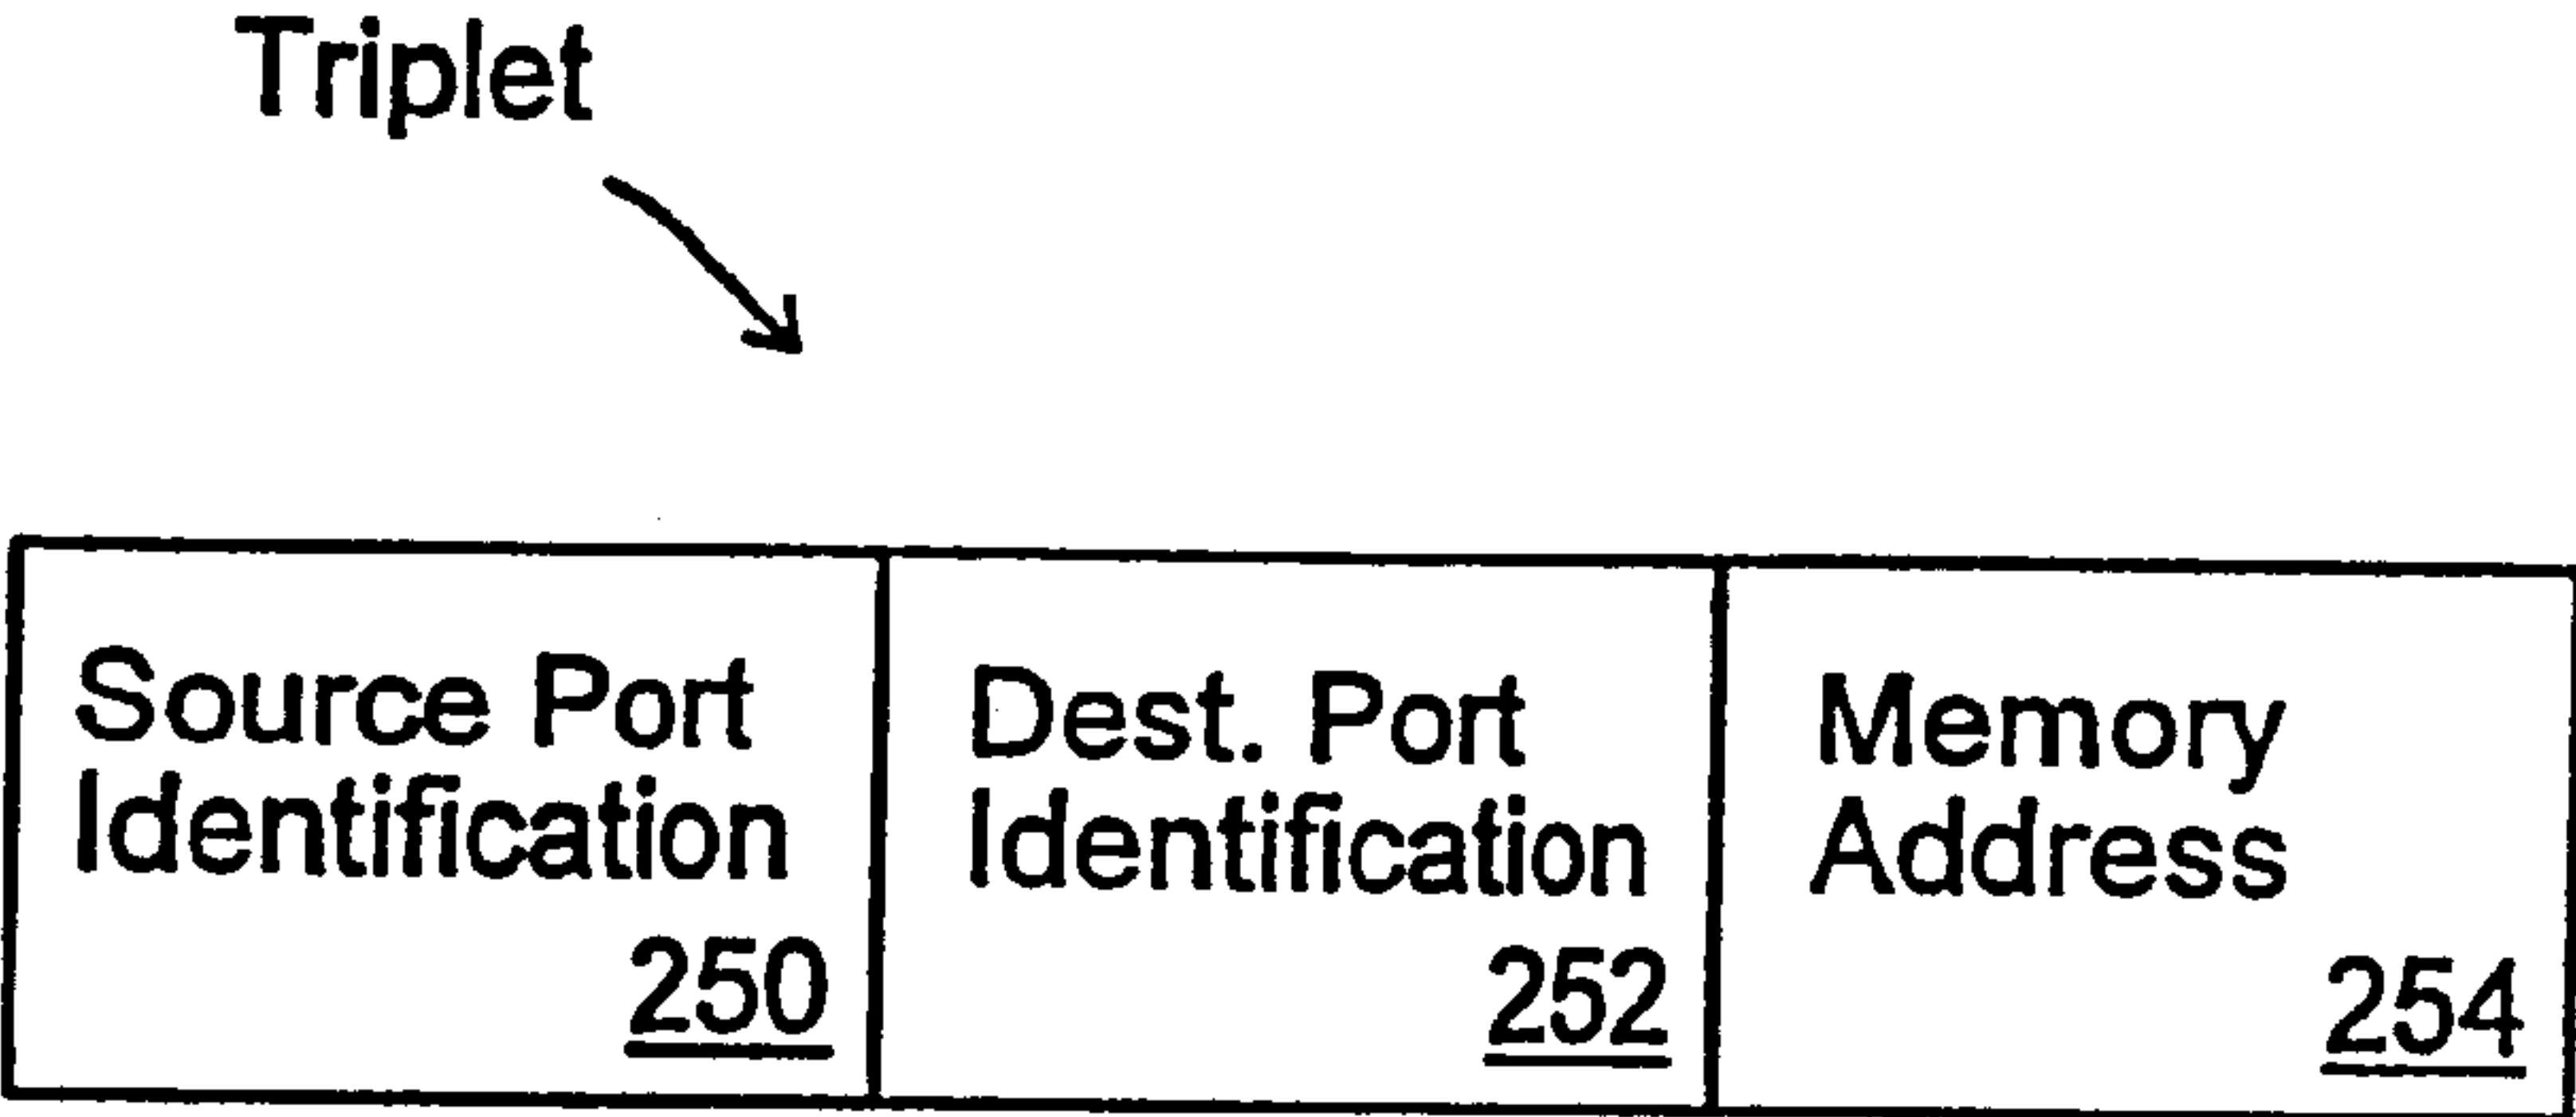 Triplet
Source Port
Identification
250
Dest. Port
Identification
252
Memory
Address
254